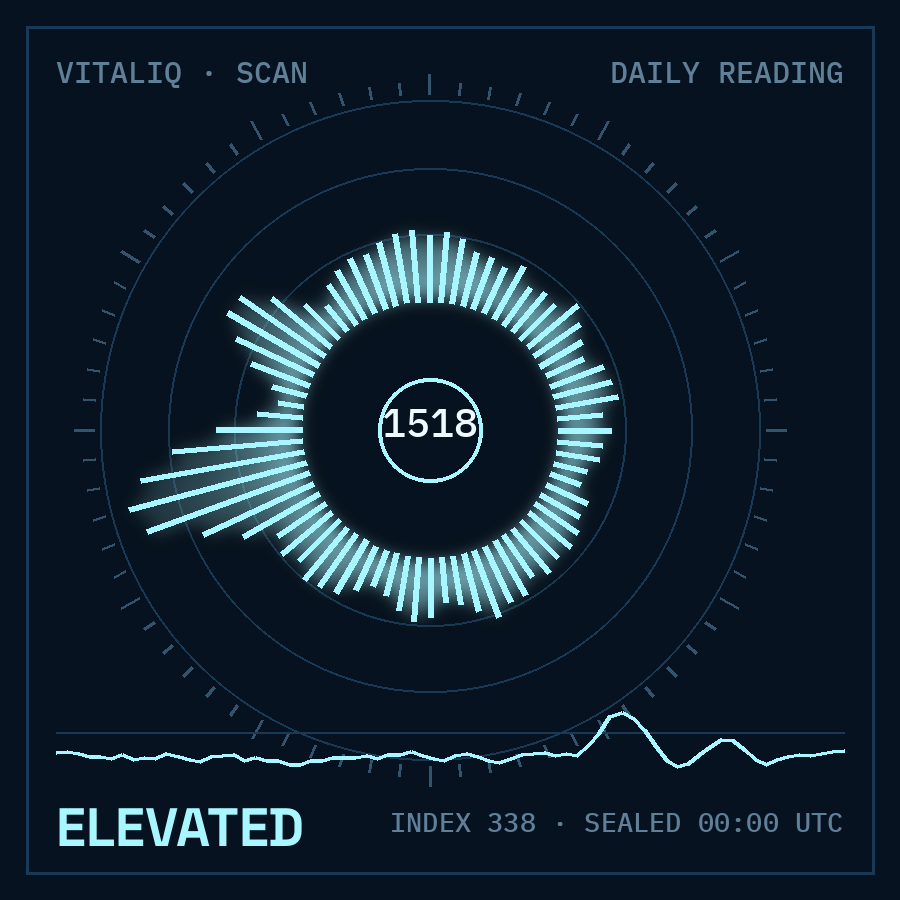 VITALIQ · SCAN
DAILY READING
1518
ELEVATED
INDEX 338 · SEALED 00:00 UTC